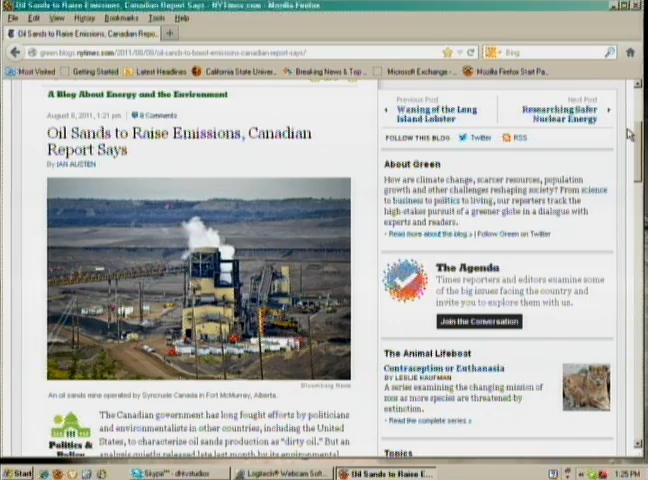 Oil Sands to Raise Emissions, Canadian Report Says - NYTimes.com - Mozilla Firefox
File Edit View History Bookmarks Tools Help
Oil Sands to Raise Emissions, Canadian Repo...
green.blogs.nytimes.com/2011/08/08/oil-sands-to-boost-emissions-canadian-report-says/
Bing
Most Visited Getting Started Latest Headlines California State Univer... Breaking News & Top... Microsoft Exchange -... Mozilla Firefox Start Pa...
A Blog About Energy and the Environment
August 8, 2011, 1:21 pm
Comments
Oil Sands to Raise Emissions, Canadian
Report Says
By IAN AUSTEN
Bloomberg News
An oil sands mine operated by Syncrude Canada in Fort McMurray, Alberta.
Politics &
Policy
The Canadian government has long fought efforts by politicians
and environmentalists in other countries, including the United
States, to characterize oil sands production as "dirty oil." But an
analysis quietly released late last month by its environmental
Previous Post
Waning of the Long
Island Lobster
Next Post
Researching Safer
Nuclear Energy
FOLLOW THIS BLOG Twitter RSS
About Green
How are climate change, scarcer resources, population
growth and other challenges reshaping society? From science
to business to politics to living, our reporters track the
high-stakes pursuit of a greener globe in a dialogue with
experts and readers.
Read more about the blog » | Follow Green on Twitter
The Agenda
Times reporters and editors examine some
of the big issues facing the country and
invite you to explore them with us.
Join the Conversation
The Animal Lifeboat
Contraception or Euthanasia
BY LESLIE KAUFMAN
A series examining the changing mission of
zoos as more species are threatened by
extinction.
Read the complete series »
Topics
Start
Skype™ - drkvstudios
Logitech® Webcam Soft...
Oil Sands to Raise E...
1:25 PM